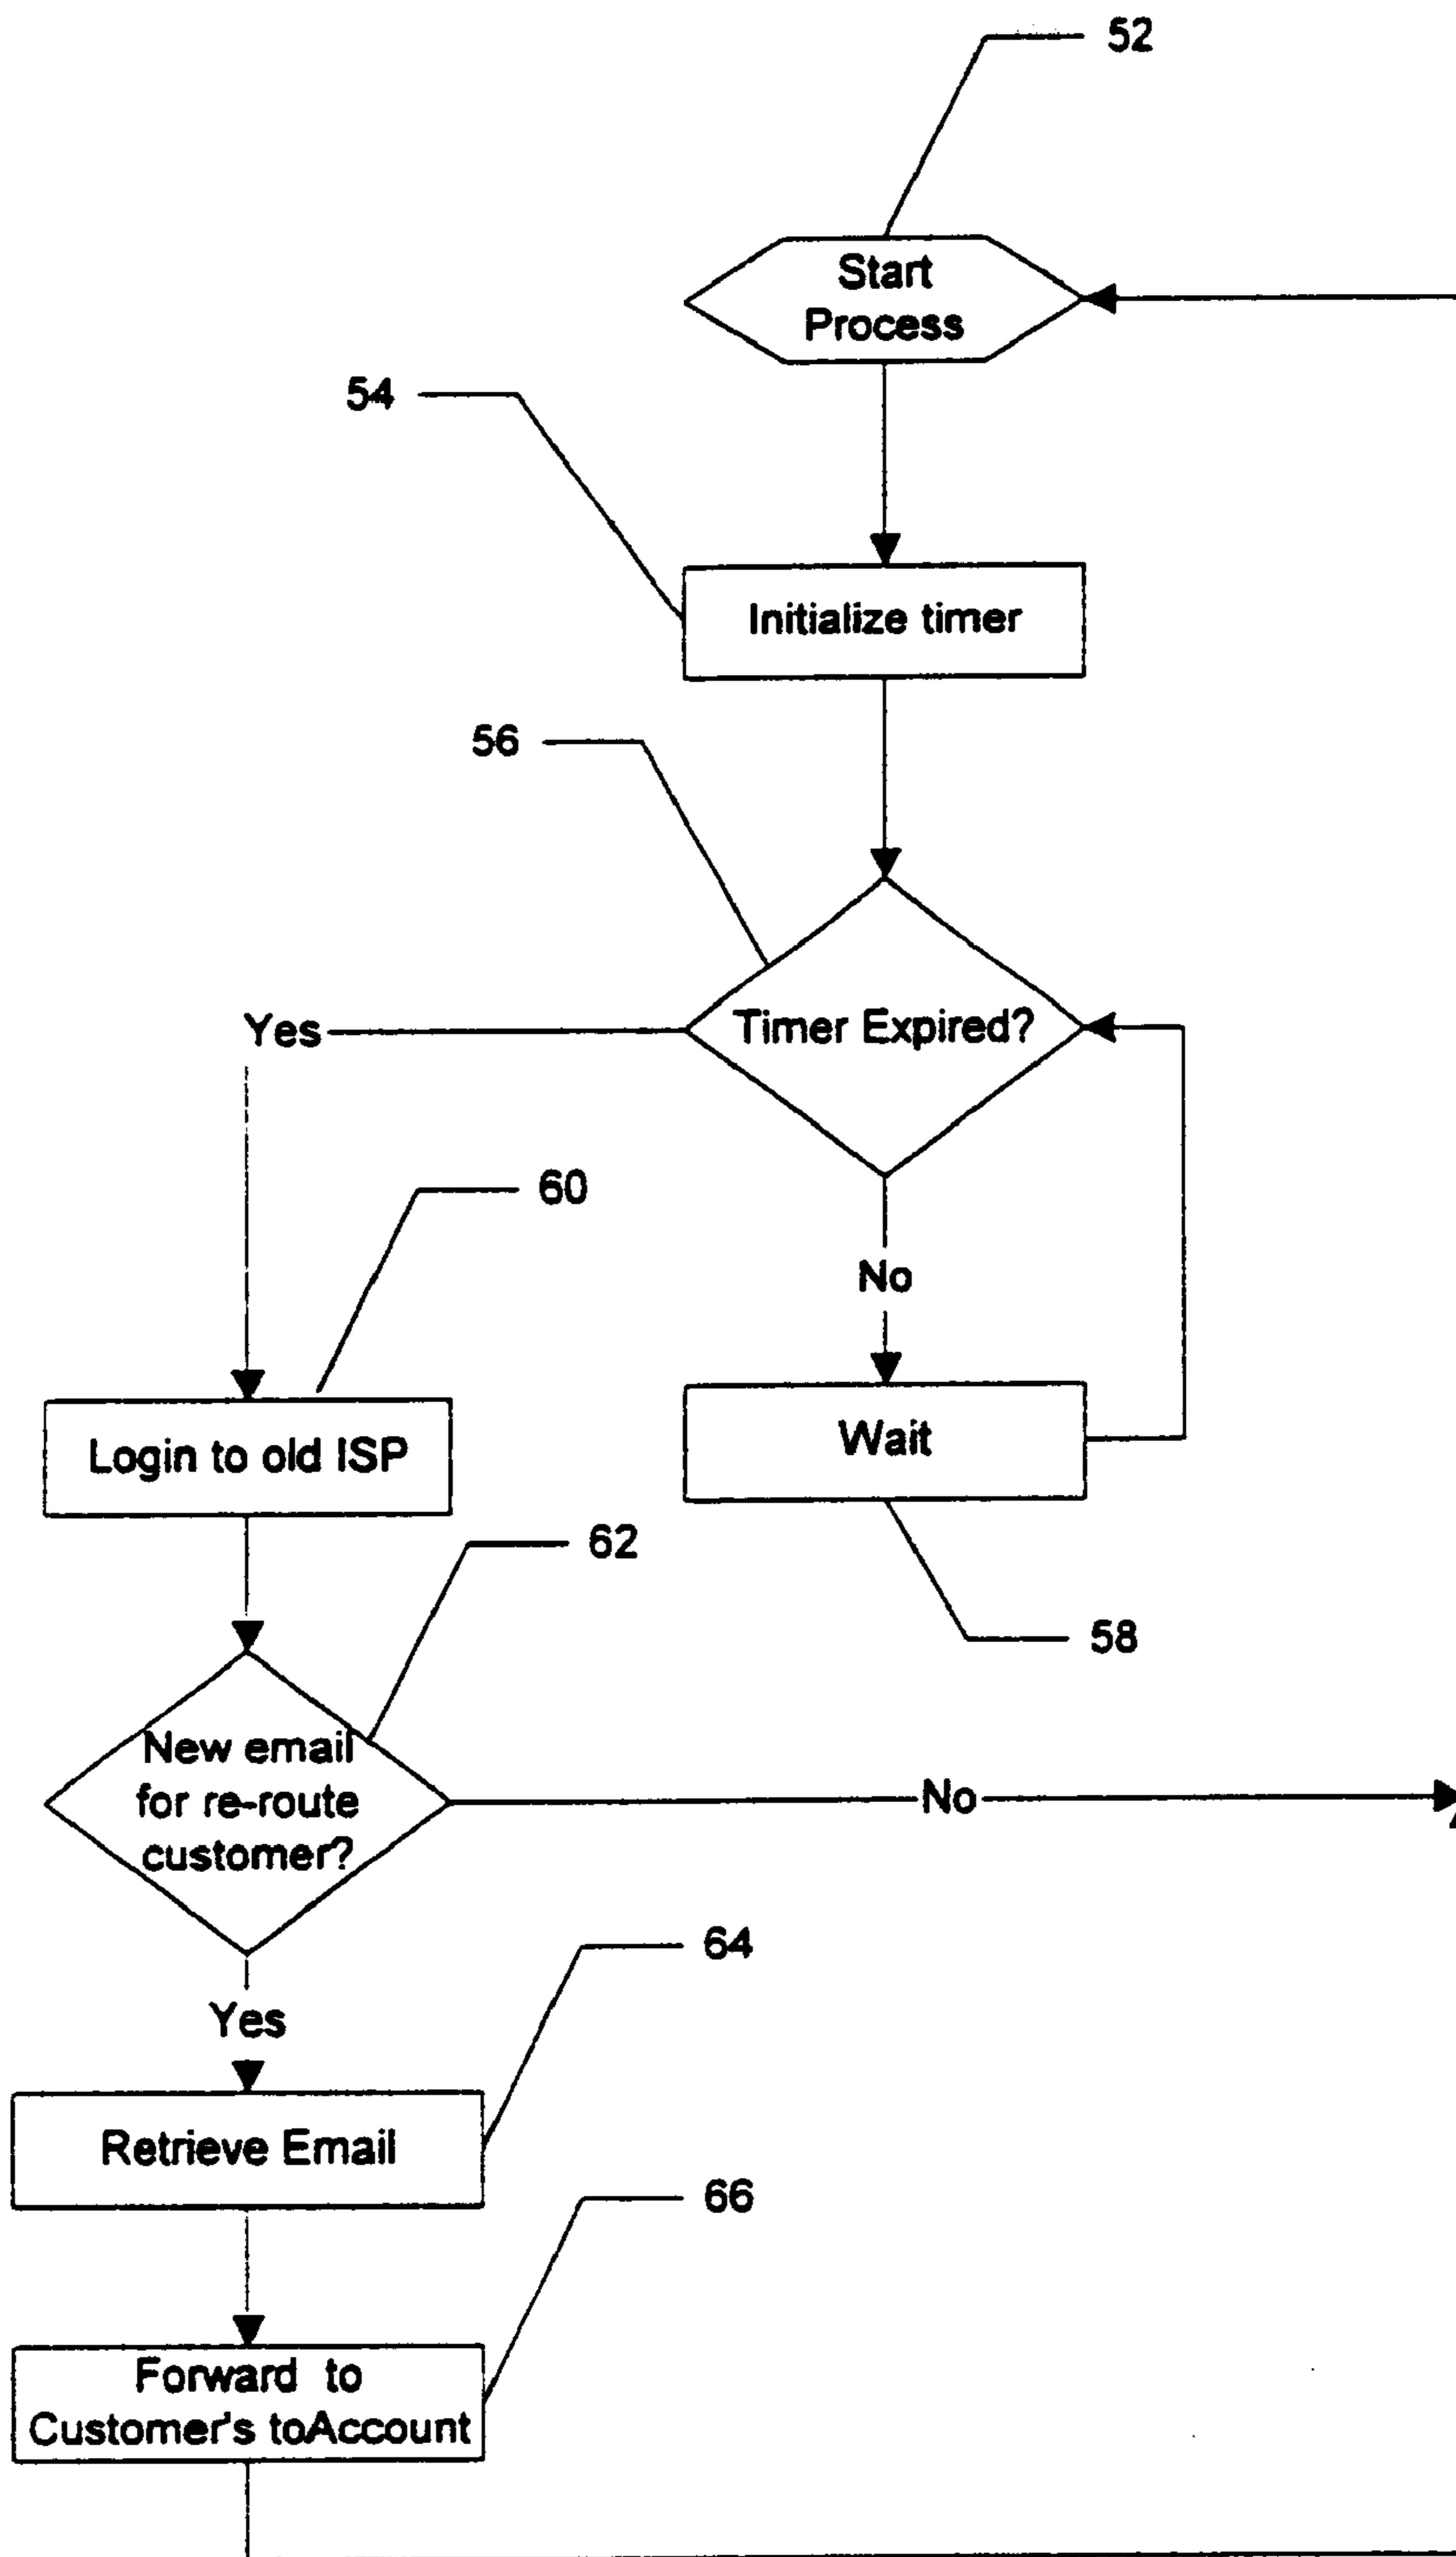 52
Start
Process
54
Initialize timer
56
Timer Expired?
Yes
60
No
Login to old ISP
Wait
62
58
New email
for re-route
customer?
No
64
Yes
Retrieve Email
66
Forward to
Customer's toAccount